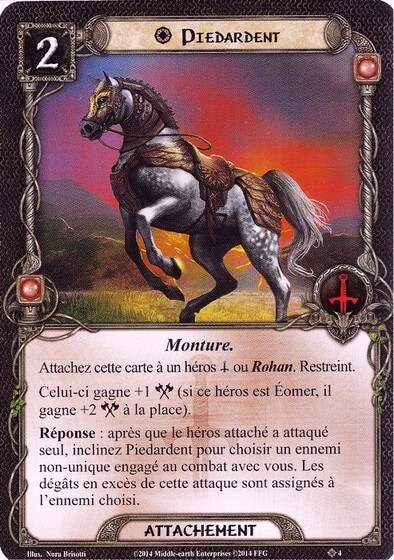 2
PIEDARDENT
Monture.
Attachez cette carte à un héros ou Rohan. Restreint.
Celui-ci gagne +1 (si ce héros est Éomer, il
gagne +2 à la place).
Réponse : après que le héros attaché a attaqué
seul, inclinez Piedardent pour choisir un ennemi
non-unique engagé au combat avec vous. Les
dégâts en excès de cette attaque sont assignés à
l'ennemi choisi.
ATTACHEMENT
Illus. Nora Brisotti ©2014 Middle-earth Enterprises ©2014 FFG 4